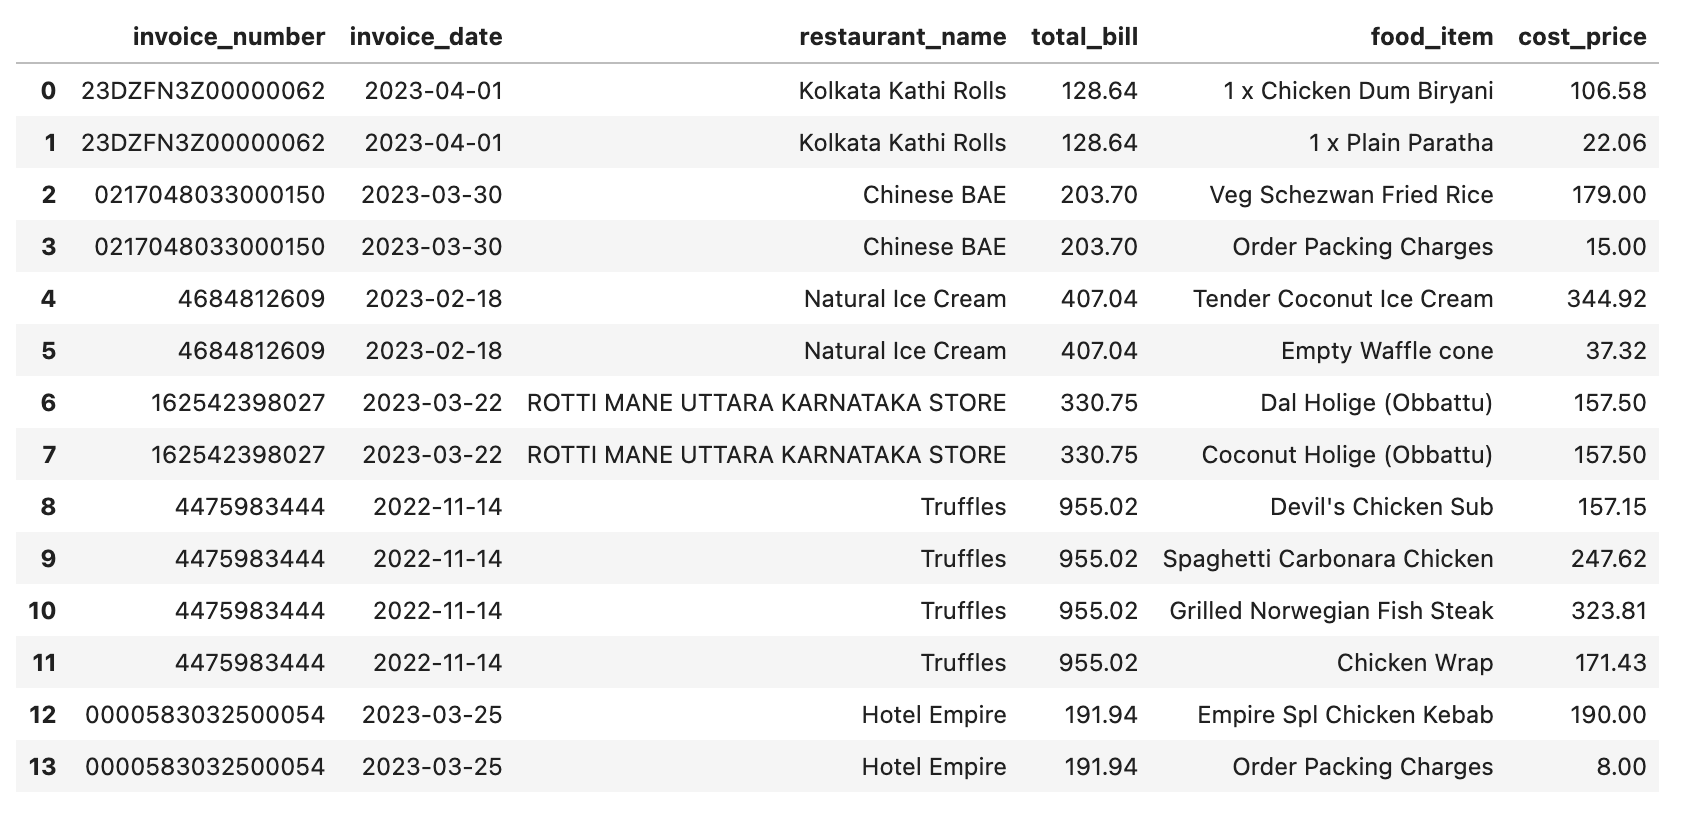 invoice_number invoice_date restaurant_name total_bill food_item cost_price
0 23DZFN3Z00000062 2023-04-01 Kolkata Kathi Rolls 128.64 1 x Chicken Dum Biryani 106.58
1 23DZFN3Z00000062 2023-04-01 Kolkata Kathi Rolls 128.64 1 x Plain Paratha 22.06
2 0217048033000150 2023-03-30 Chinese BAE 203.70 Veg Schezwan Fried Rice 179.00
3 0217048033000150 2023-03-30 Chinese BAE 203.70 Order Packing Charges 15.00
4 4684812609 2023-02-18 Natural Ice Cream 407.04 Tender Coconut Ice Cream 344.92
5 4684812609 2023-02-18 Natural Ice Cream 407.04 Empty Waffle cone 37.32
6 162542398027 2023-03-22 ROTTI MANE UTTARA KARNATAKA STORE 330.75 Dal Holige (Obbattu) 157.50
7 162542398027 2023-03-22 ROTTI MANE UTTARA KARNATAKA STORE 330.75 Coconut Holige (Obbattu) 157.50
8 4475983444 2022-11-14 Truffles 955.02 Devil's Chicken Sub 157.15
9 4475983444 2022-11-14 Truffles 955.02 Spaghetti Carbonara Chicken 247.62
10 4475983444 2022-11-14 Truffles 955.02 Grilled Norwegian Fish Steak 323.81
11 4475983444 2022-11-14 Truffles 955.02 Chicken Wrap 171.43
12 0000583032500054 2023-03-25 Hotel Empire 191.94 Empire Spl Chicken Kebab 190.00
13 0000583032500054 2023-03-25 Hotel Empire 191.94 Order Packing Charges 8.00